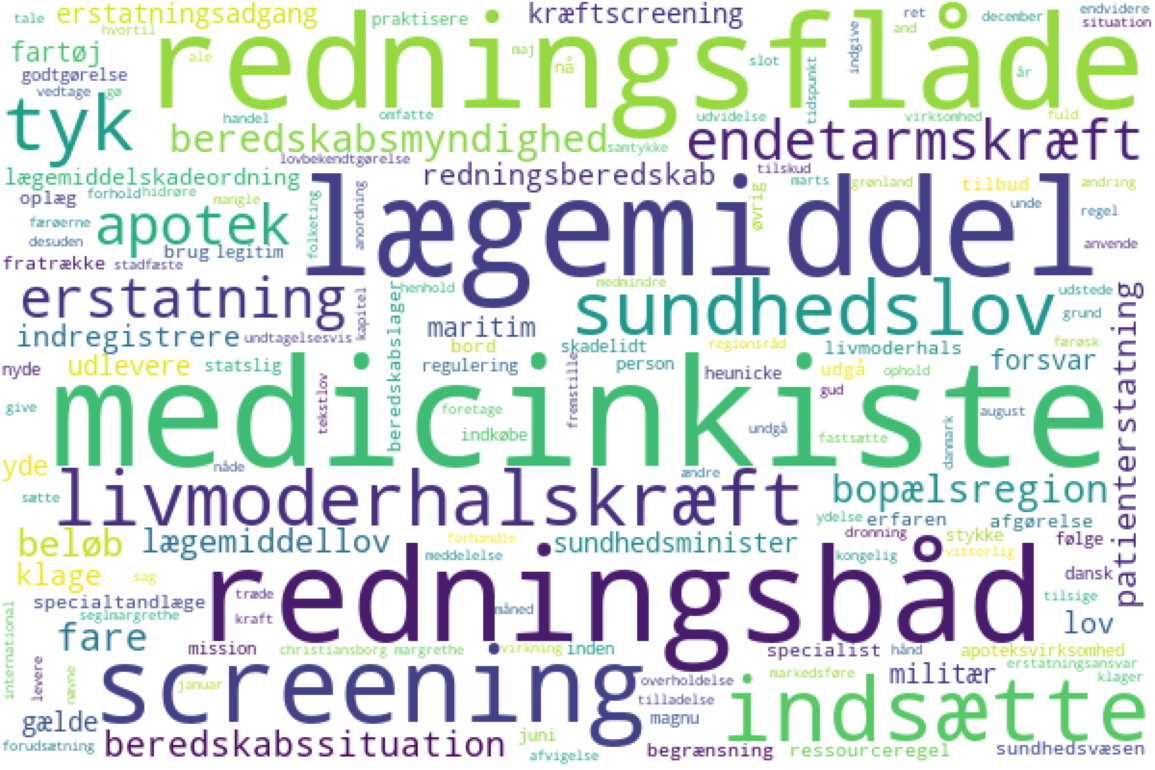 tale erstatningsadgang praktisere kræftscreening ret december endvidere
hvortil redningsflåde and situation
fartøj ale maj nå slot indgive år
godtgørelse
vedtage gø tidspunkt
tyk handel omfatte udvidelse virksomhed fuld
beredskabsmyndighed samtykke endetarmskræft
lovbekendtgørelse
lægemiddelskadeordning redningsberedskab tilskud
oplæg forhold hidrøre marts grønland tilbud ændring
mangle lægemiddel øvrig unde regel
færøerne apotek folketing anordning
desuden brug legitim anvende
fratrække stadfæste
erstatning kapitel beredskabslager henhold medmindre sundhedslov udstede
maritim grund patienterstatning
indregistrere undtagelsesvis bord skadelidt regionsråd livmoderhals færøsk
nyde udlevere statslig regulering person heunicke udgå ophold forsvar
medicinkiste tekstlov fremstille gud
give foretage august
indkøbe undgå fastsætte danmark
yde nåde ændre
sætte livmoderhalskræft bopælsregion
ydelse erfaren afgørelse
beløb lægemiddellov forhandle sundhedsminister dronning stykke følge
meddelelse kongelig vitterlig
klage sag redningsbåd dansk
træde tilsige
specialtandlæge måned
seglmargrethe kraft lov
international fare mission christiansborg margrethe virkning inden specialist hånd apoteksvirksomhed
levere nævne januar screening overholdelse markedsføre militær erstatningsansvar
tilladelse indsætte klager
gælde magnu
forudsætning beredskabssituation juni afvigelse begrænsning ressourceregel sundhedsvæsen